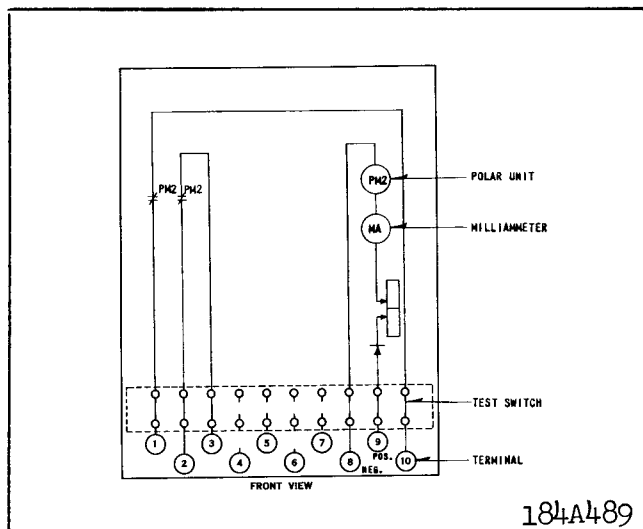 PM2 PM2
PM2
POLAR UNIT
MA
MILLIAMMETER
TEST SWITCH
1 2 3 4 5 6 7 8 9 10
POS.
NEG.
TERMINAL
FRONT VIEW
184A489